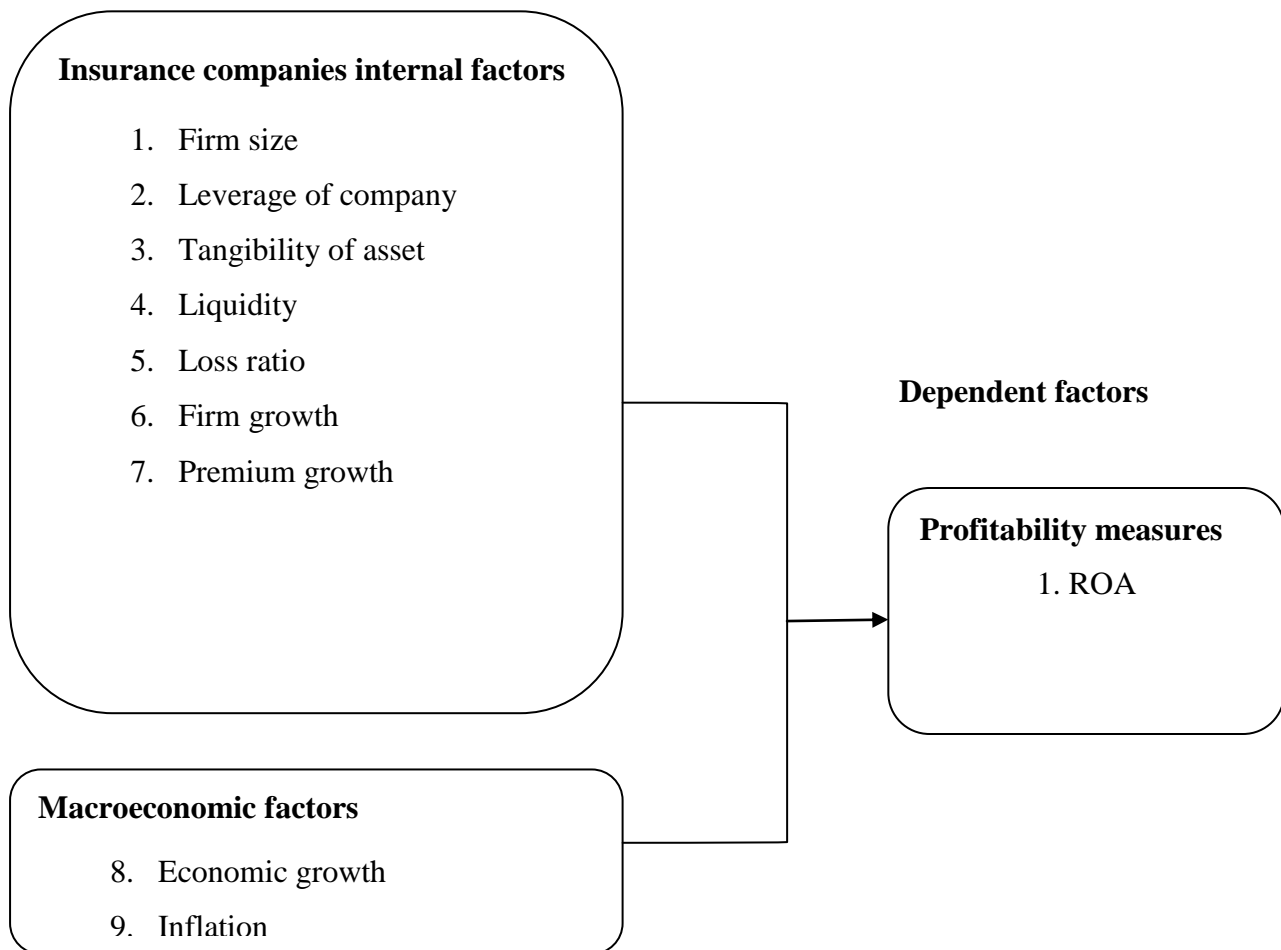 Insurance companies internal factors
1. Firm size
2. Leverage of company
3. Tangibility of asset
4. Liquidity
5. Loss ratio
6. Firm growth
7. Premium growth
Dependent factors
Profitability measures
1. ROA
Macroeconomic factors
8. Economic growth
9. Inflation